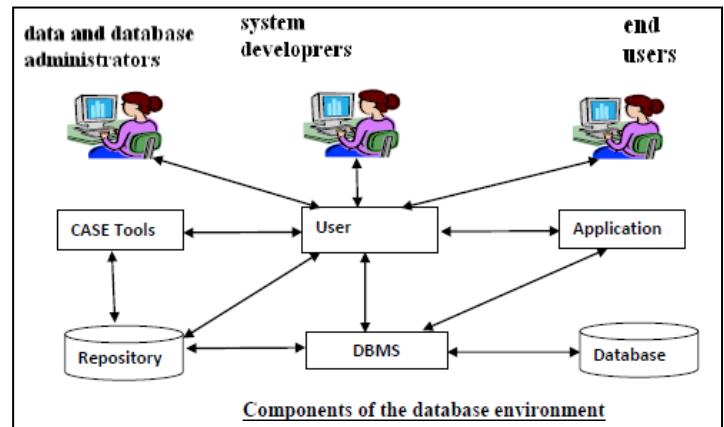 data and database
administrators
system
developrers
end
users
CASE Tools
User
Application
Repository
DBMS
Database
Components of the database environment